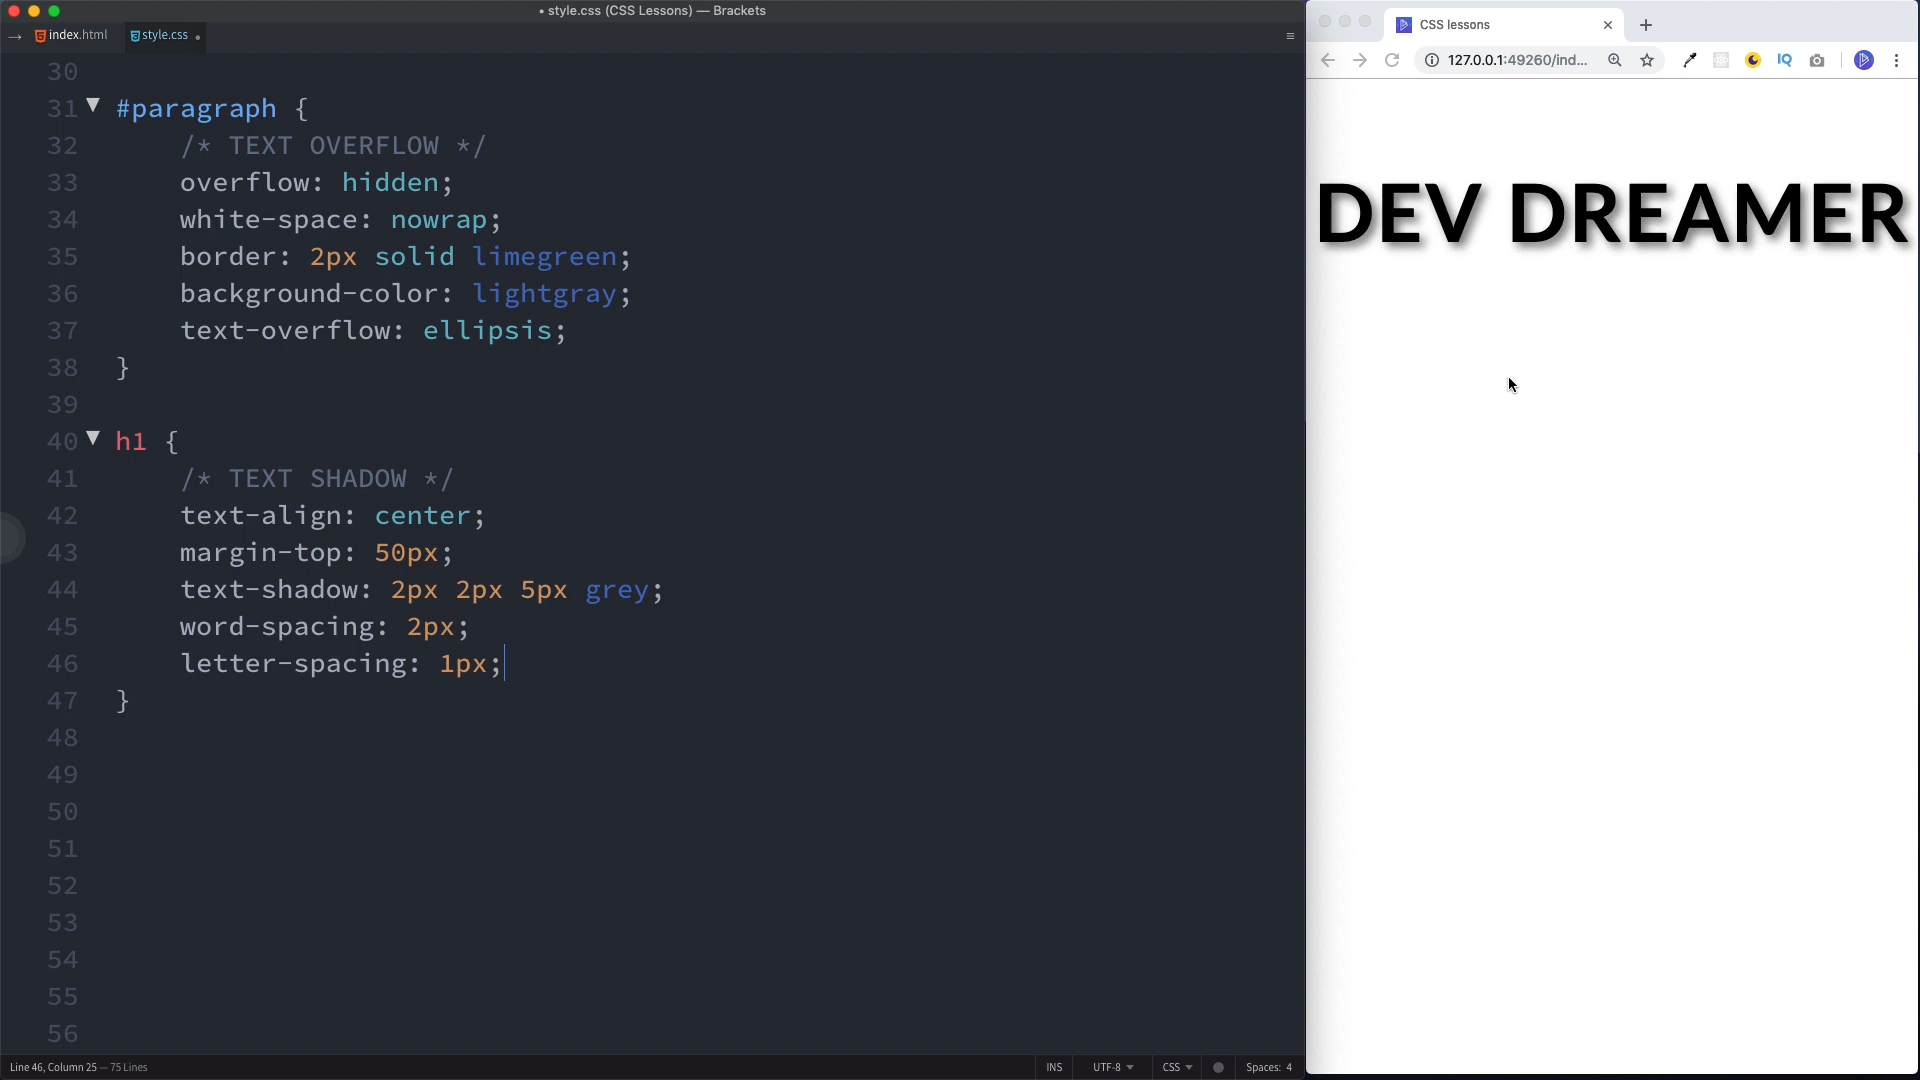 • style.css (CSS Lessons) — Brackets
index.html
style.css
30
31 #paragraph {
32 /* TEXT OVERFLOW */
33 overflow: hidden;
34 white-space: nowrap;
35 border: 2px solid limegreen;
36 background-color: lightgray;
37 text-overflow: ellipsis;
38 }
39
40 h1 {
41 /* TEXT SHADOW */
42 text-align: center;
43 margin-top: 50px;
44 text-shadow: 2px 2px 5px grey;
45 word-spacing: 2px;
46 letter-spacing: 1px;
47 }
48
49
50
51
52
53
54
55
56
Line 46, Column 25 — 75 Lines
INS
UTF-8
CSS
Spaces: 4
CSS lessons
127.0.0.1:49260/ind...
IQ
DEV DREAMER